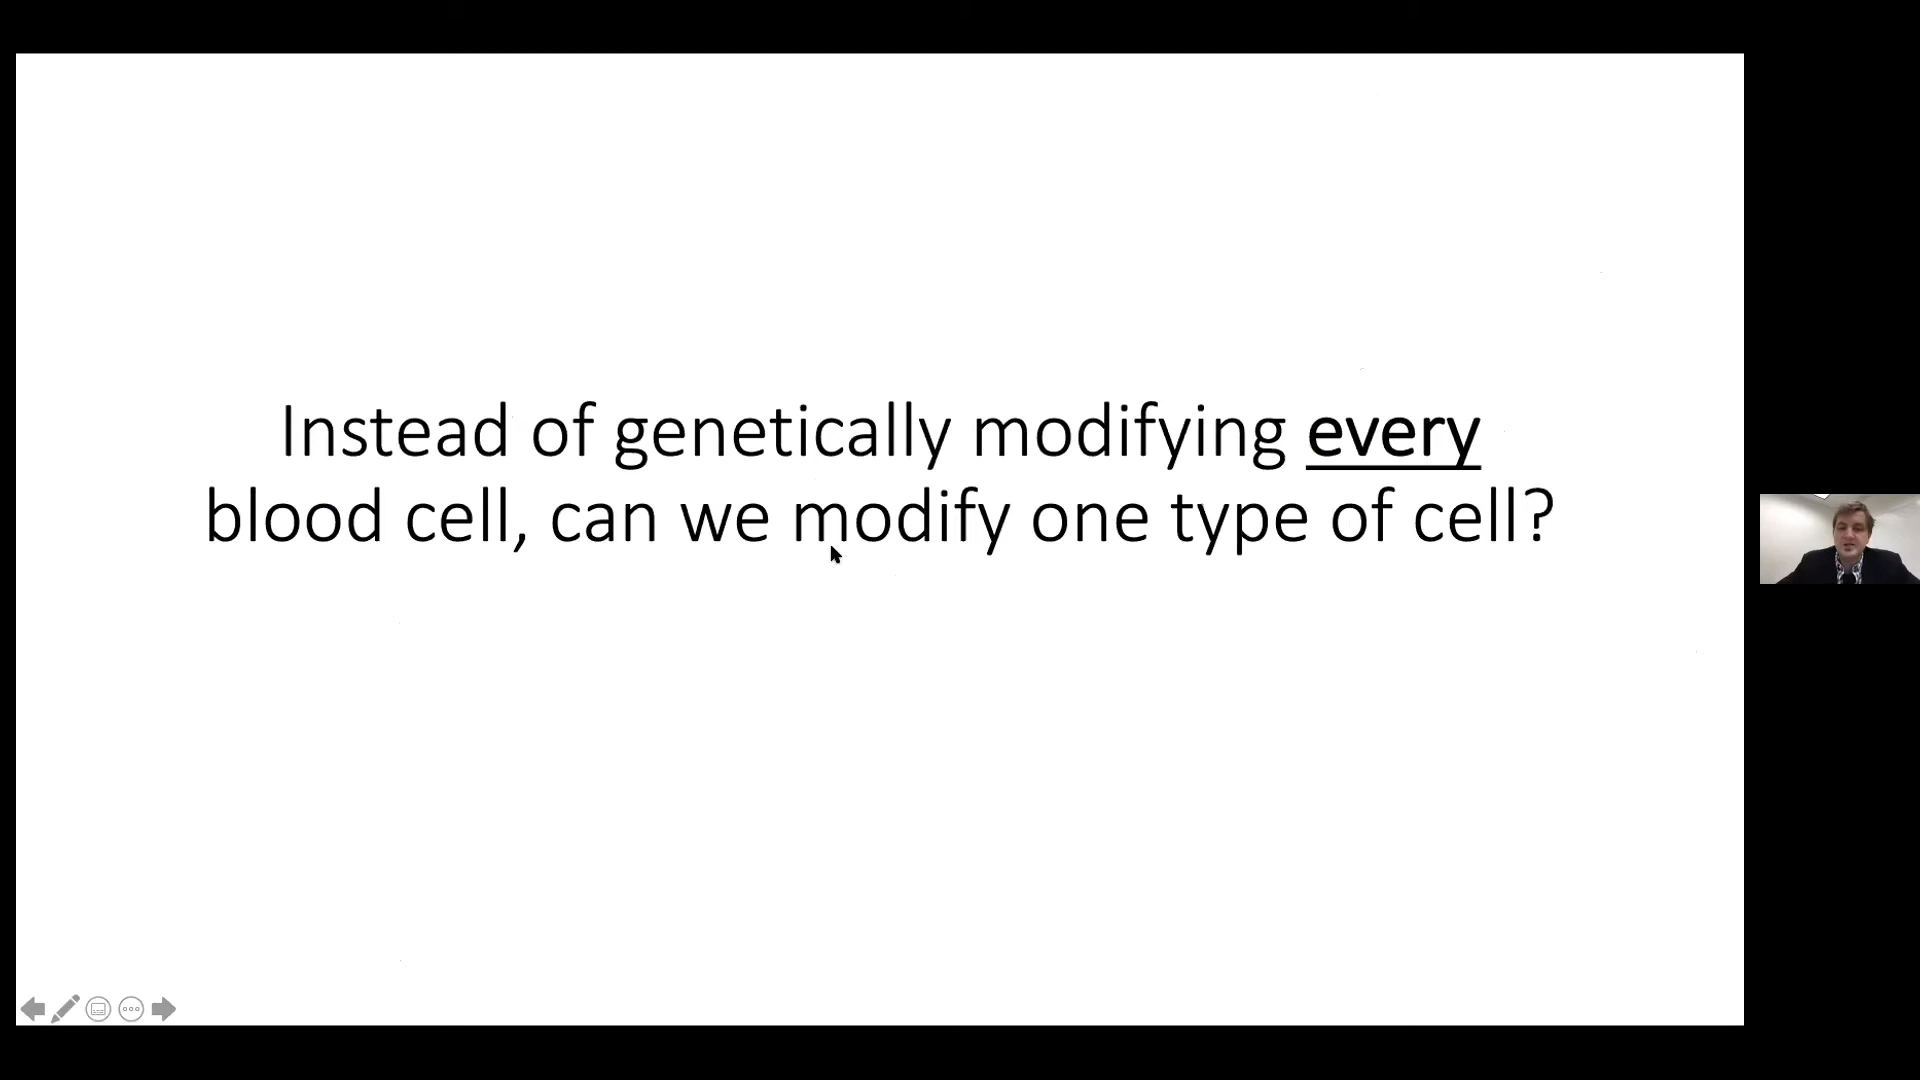 Instead of genetically modifying every
blood cell, can we modify one type of cell?